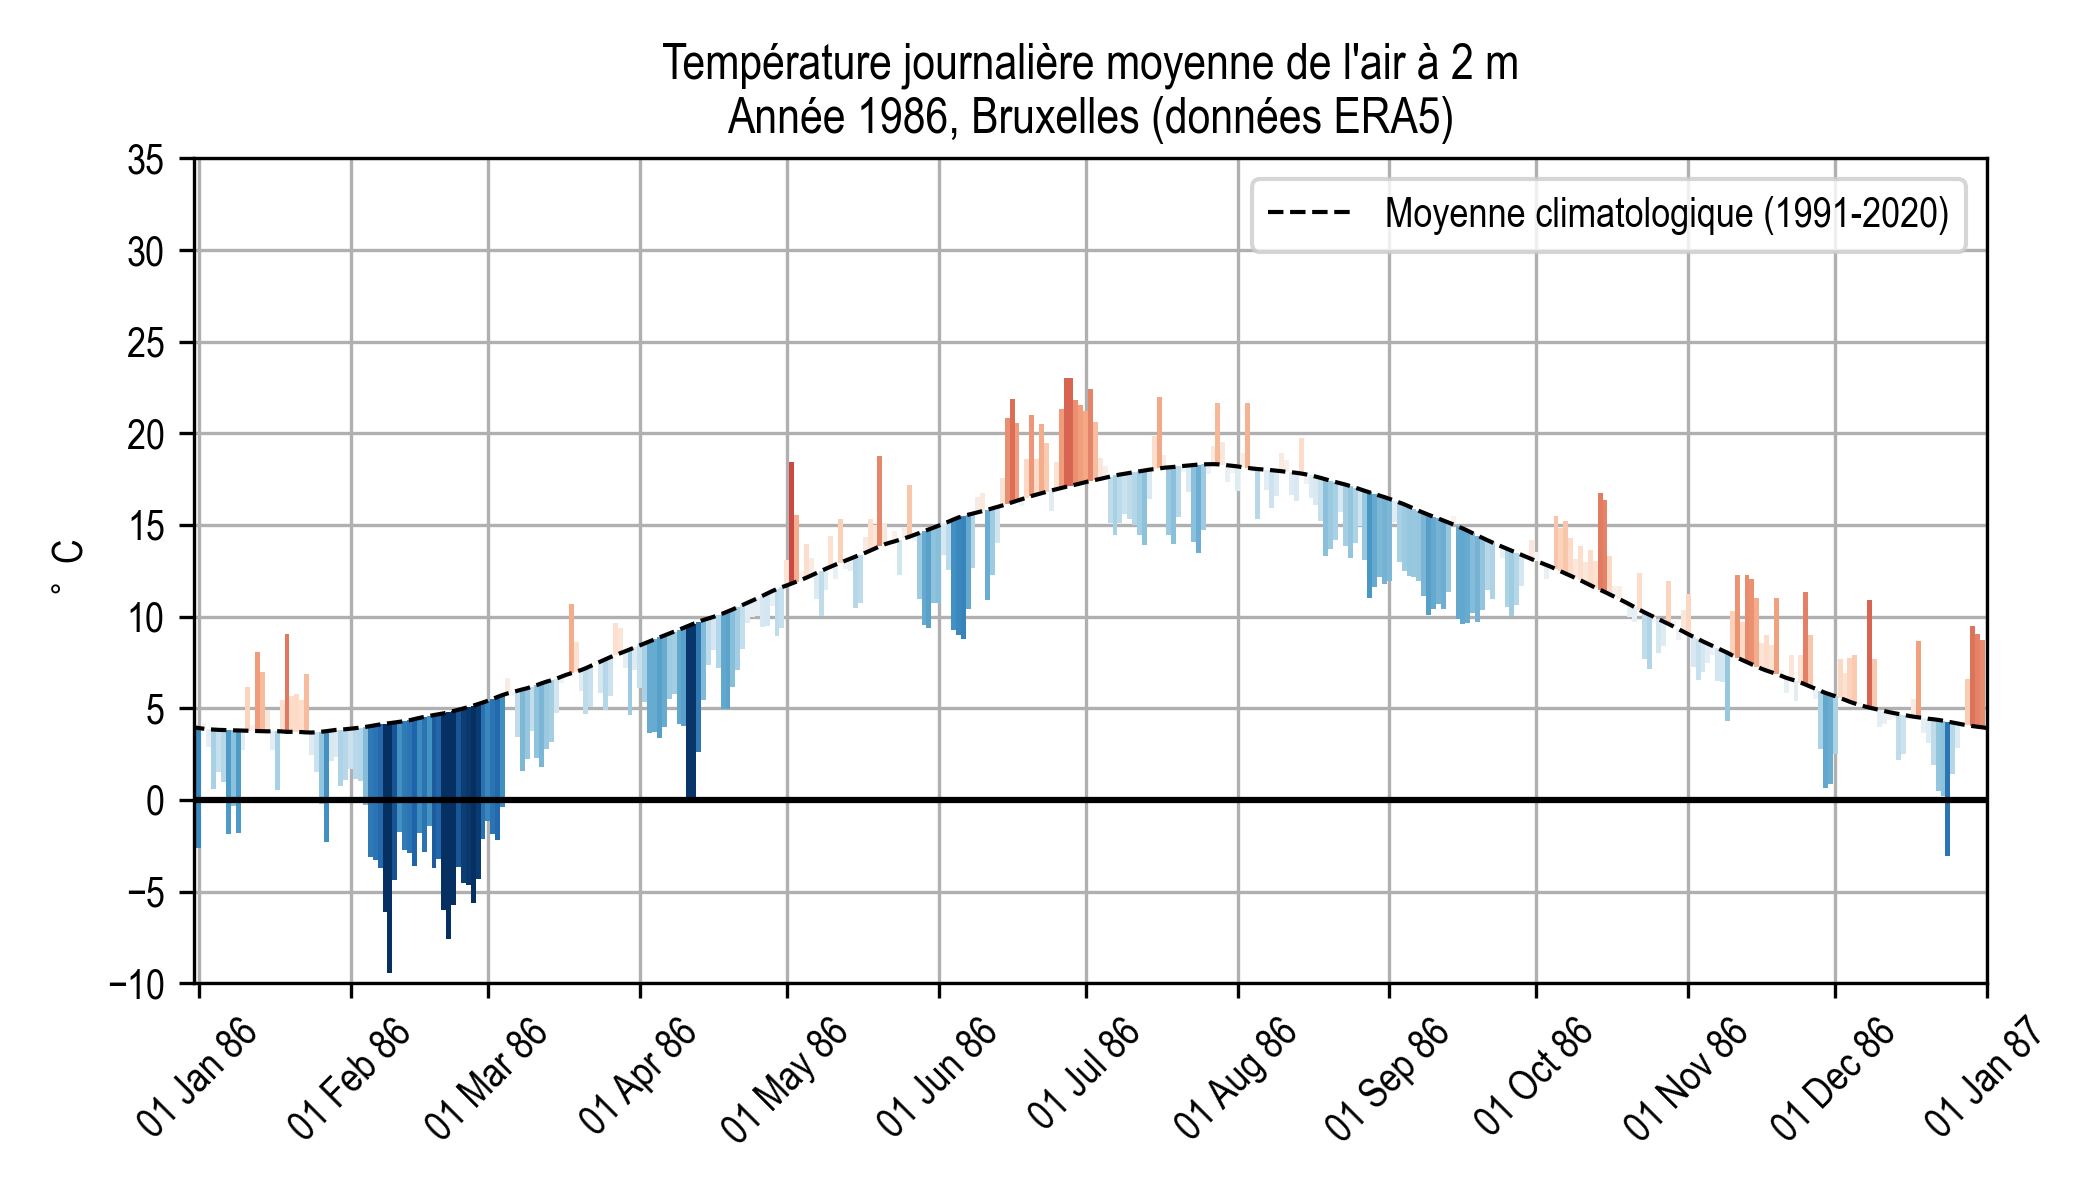 Température journalière moyenne de l'air à 2 m
Année 1986, Bruxelles (données ERA5)
Moyenne climatologique (1991-2020)
° C
35
30
25
20
15
10
5
0
−5
−10
01 Jan 86
01 Feb 86
01 Mar 86
01 Apr 86
01 May 86
01 Jun 86
01 Jul 86
01 Aug 86
01 Sep 86
01 Oct 86
01 Nov 86
01 Dec 86
01 Jan 87